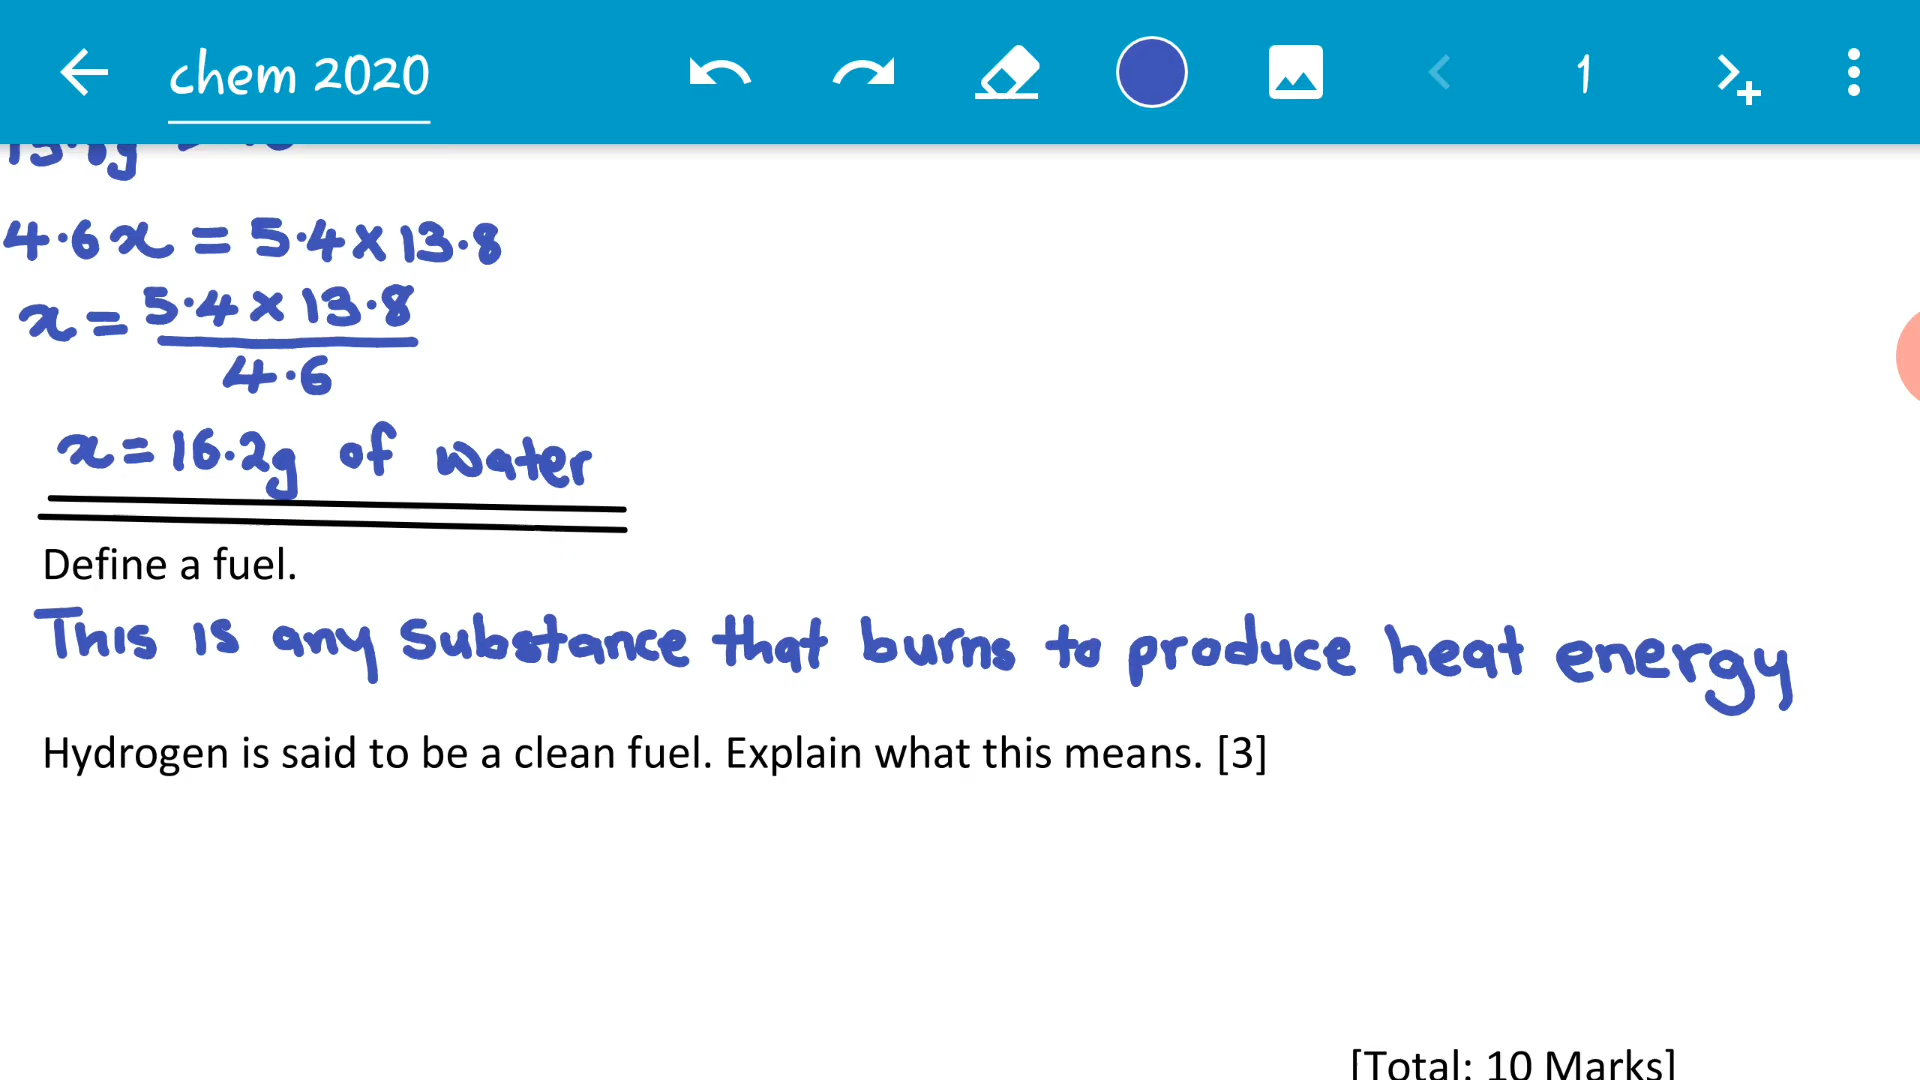 chem 2020
1
4.6x = 5.4 x 13.8
x = 5.4 x 13.8
4.6
x = 16.2g of water
Define a fuel.
This is any substance that burns to produce heat energy
Hydrogen is said to be a clean fuel. Explain what this means. [3]
[Total: 10 Marks]